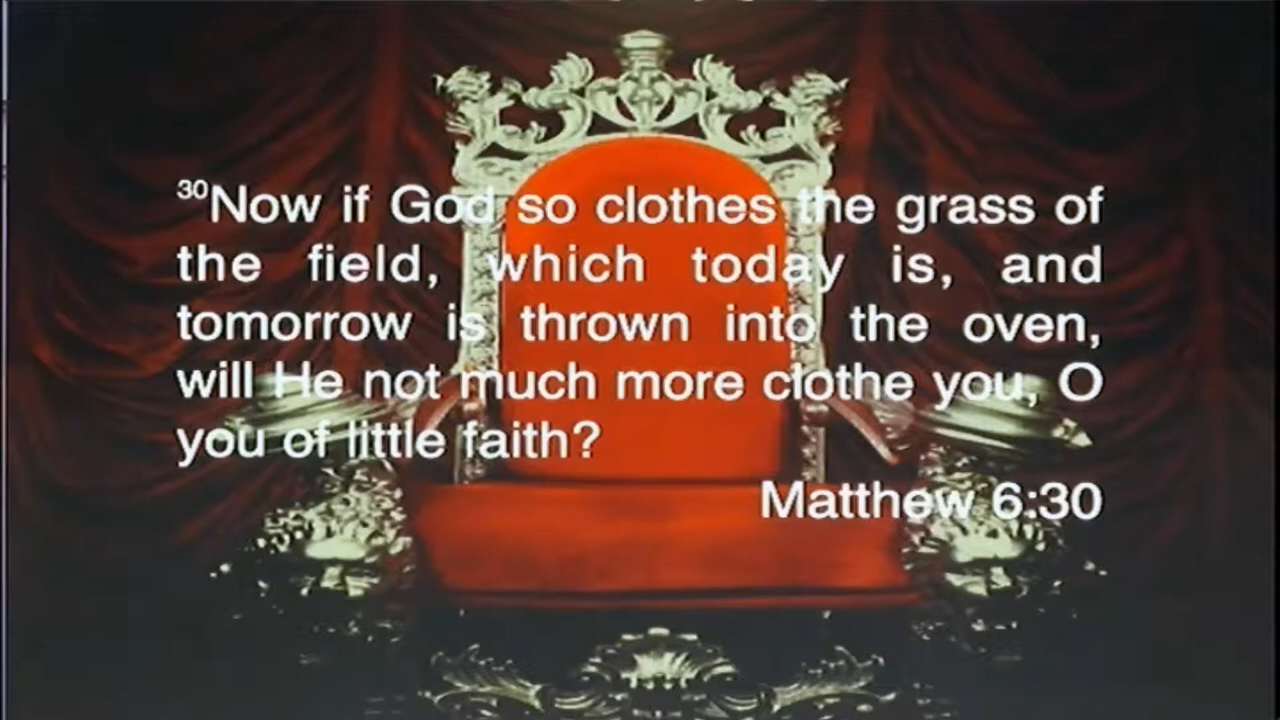 ³⁰Now if God so clothes the grass of
the field, which today is, and
tomorrow is thrown into the oven,
will He not much more clothe you, O
you of little faith?
Matthew 6:30